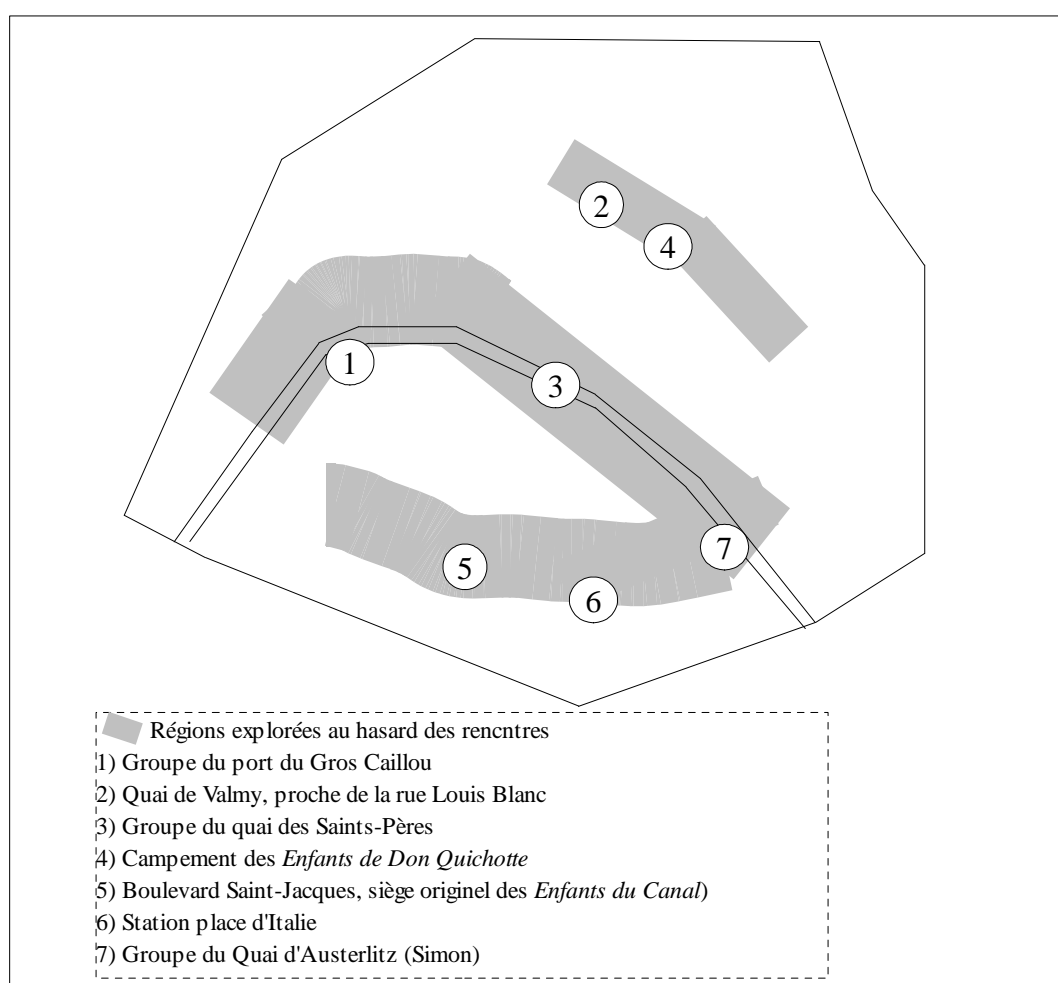 2
4
1
3
7
5
6
Régions explorées au hasard des rencntres
1) Groupe du port du Gros Caillou
2) Quai de Valmy, proche de la rue Louis Blanc
3) Groupe du quai des Saints-Pères
4) Campement des Enfants de Don Quichotte
5) Boulevard Saint-Jacques, siège originel des Enfants du Canal)
6) Station place d'Italie
7) Groupe du Quai d'Austerlitz (Simon)